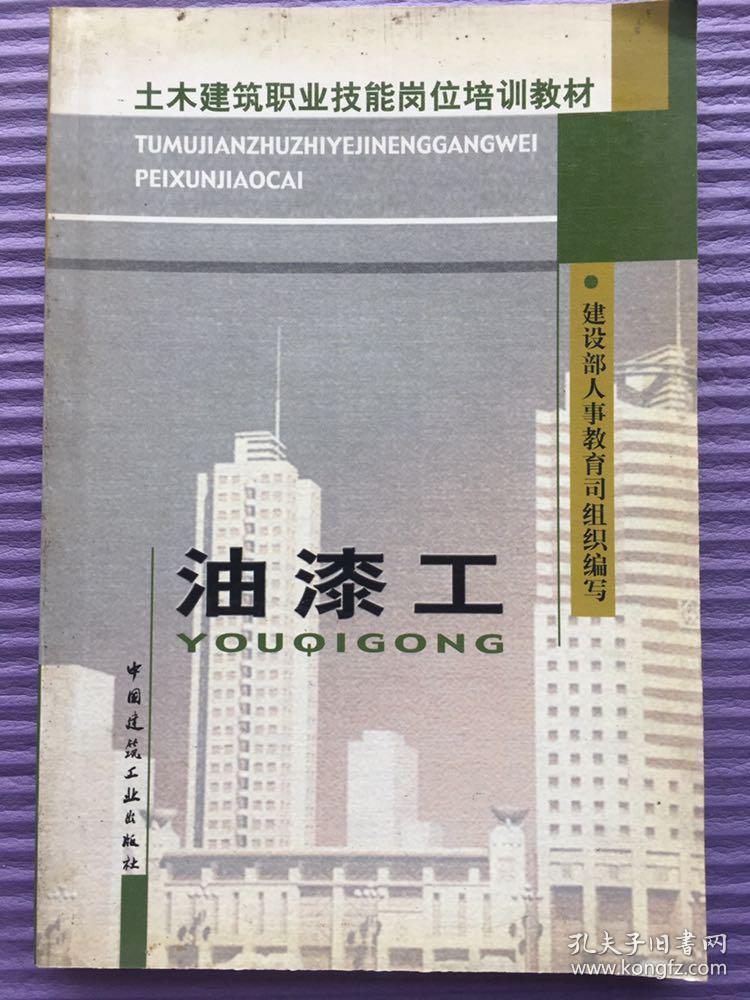 土木建筑职业技能岗位培训教材
TUMUJIANZHUZHIYEJINENGGANGWEI
PEIXUNJIAOCAI
●建设部人事教育司组织编写
油漆工
YOUQIGONG
中国建筑工业出版社
孔夫子旧書网
www.kongfz.com